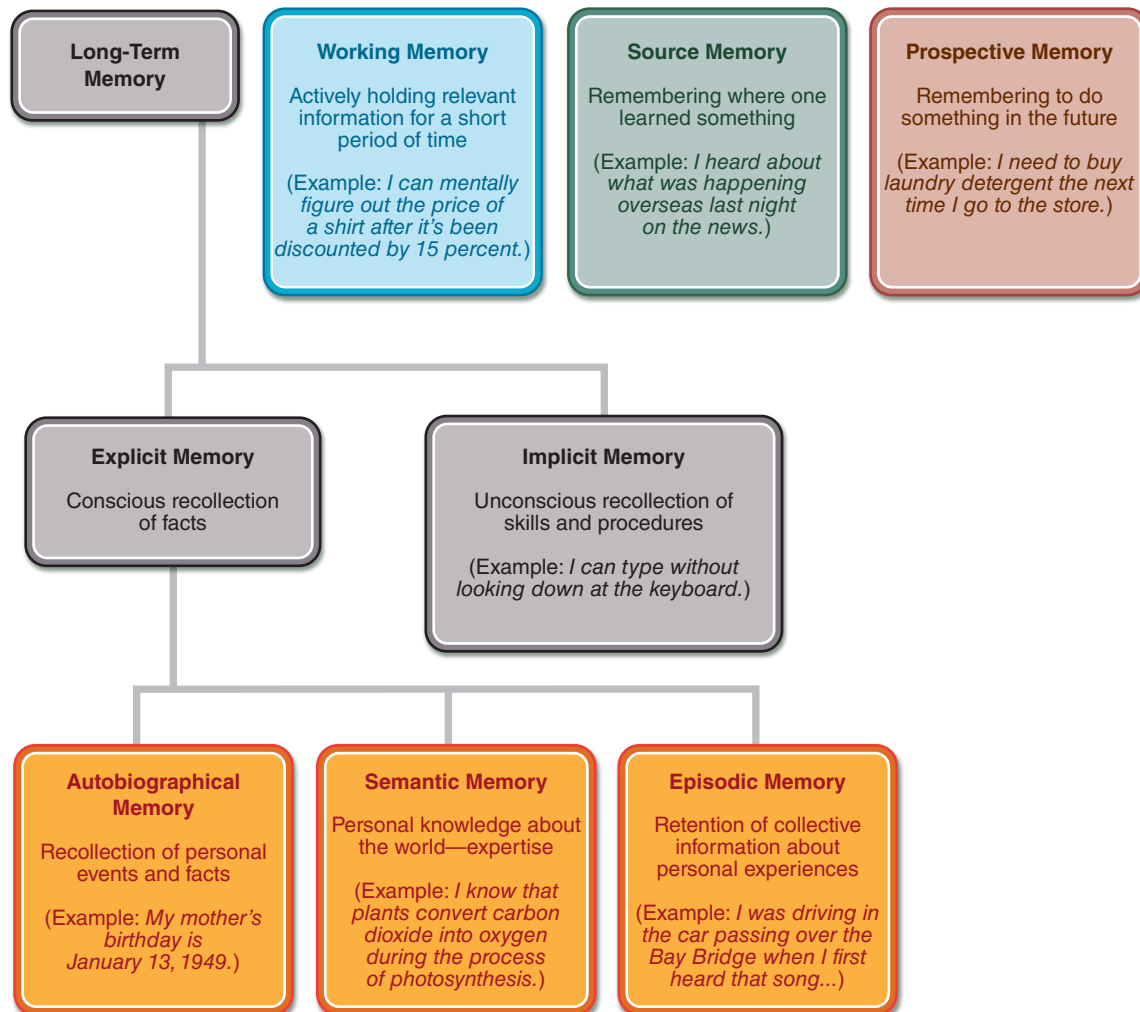 Long-Term
Memory
Working Memory
Actively holding relevant
information for a short
period of time
(Example: I can mentally
figure out the price of
a shirt after it's been
discounted by 15 percent.)
Source Memory
Remembering where one
learned something
(Example: I heard about
what was happening
overseas last night
on the news.)
Prospective Memory
Remembering to do
something in the future
(Example: I need to buy
laundry detergent the next
time I go to the store.)
Explicit Memory
Conscious recollection
of facts
Implicit Memory
Unconscious recollection of
skills and procedures
(Example: I can type without
looking down at the keyboard.)
Autobiographical
Memory
Recollection of personal
events and facts
(Example: My mother's
birthday is
January 13, 1949.)
Semantic Memory
Personal knowledge about
the world—expertise
(Example: I know that
plants convert carbon
dioxide into oxygen
during the process
of photosynthesis.)
Episodic Memory
Retention of collective
information about
personal experiences
(Example: I was driving in
the car passing over the
Bay Bridge when I first
heard that song...)